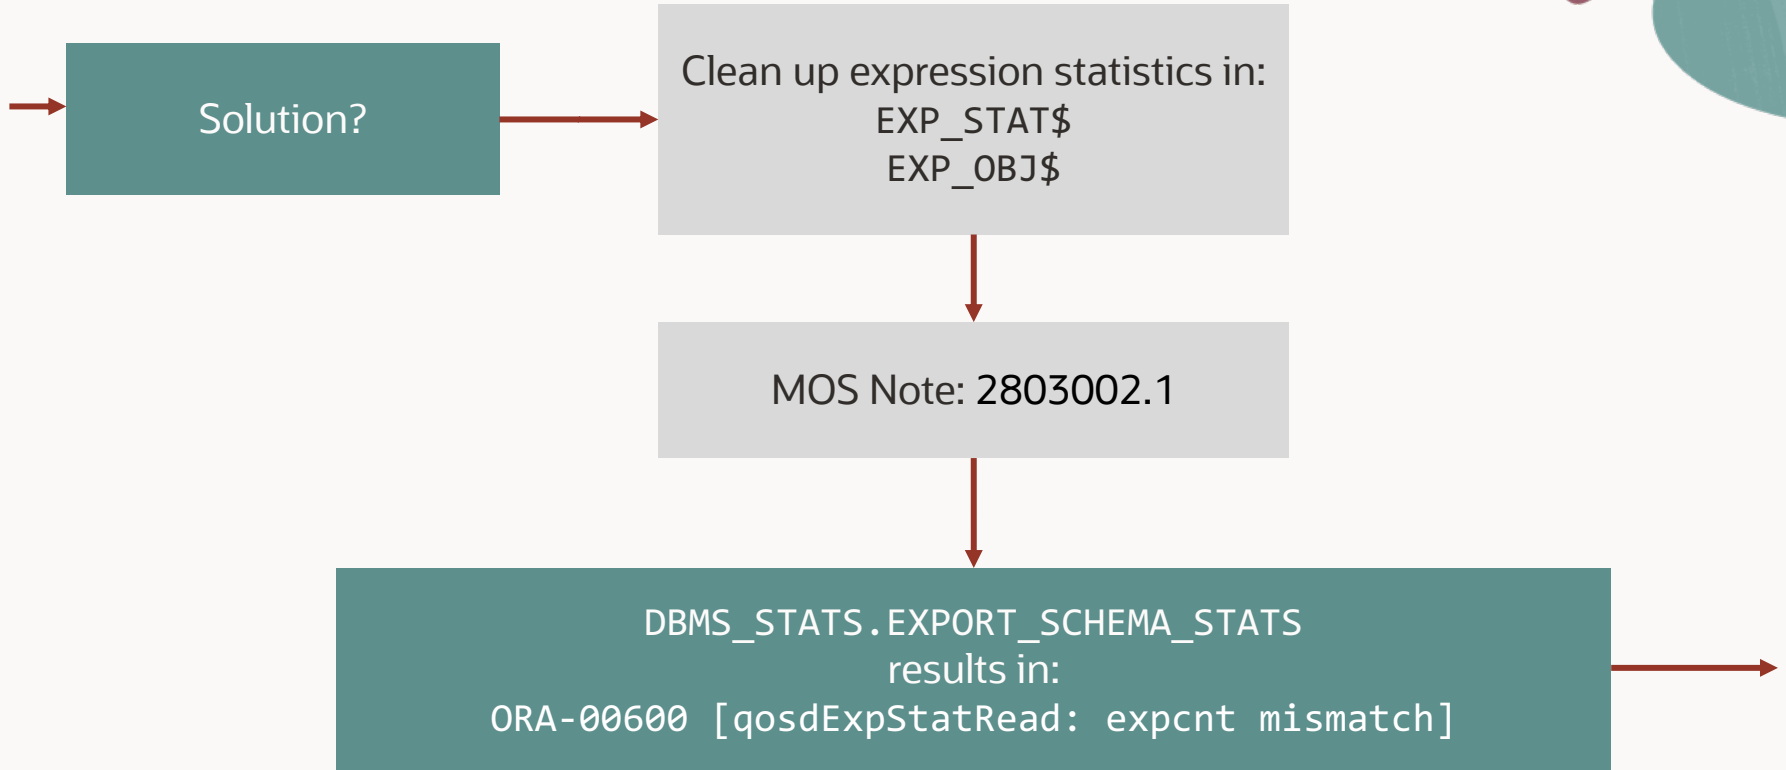 Solution?
Clean up expression statistics in:
EXP_STAT$
EXP_OBJ$
MOS Note: 2803002.1
DBMS_STATS.EXPORT_SCHEMA_STATS
results in:
ORA-00600 [qosdExpStatRead: expcnt mismatch]